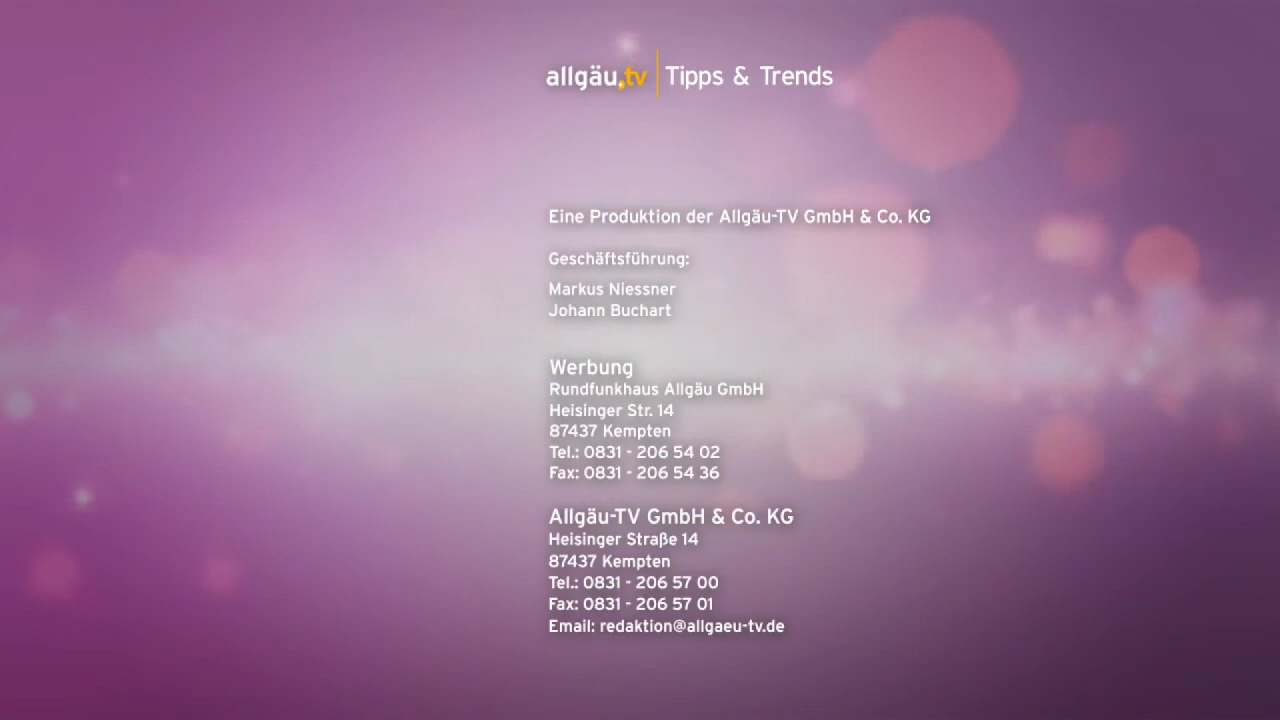 allgäu.tv | Tipps & Trends
Eine Produktion der Allgäu-TV GmbH & Co. KG
Geschäftsführung:
Markus Niessner
Johann Buchart
Werbung
Rundfunkhaus Allgäu GmbH
Heisinger Str. 14
87437 Kempten
Tel.: 0831 - 206 54 02
Fax: 0831 - 206 54 36
Allgäu-TV GmbH & Co. KG
Heisinger Straße 14
87437 Kempten
Tel.: 0831 - 206 57 00
Fax: 0831 - 206 57 01
Email: redaktion@allgaeu-tv.de